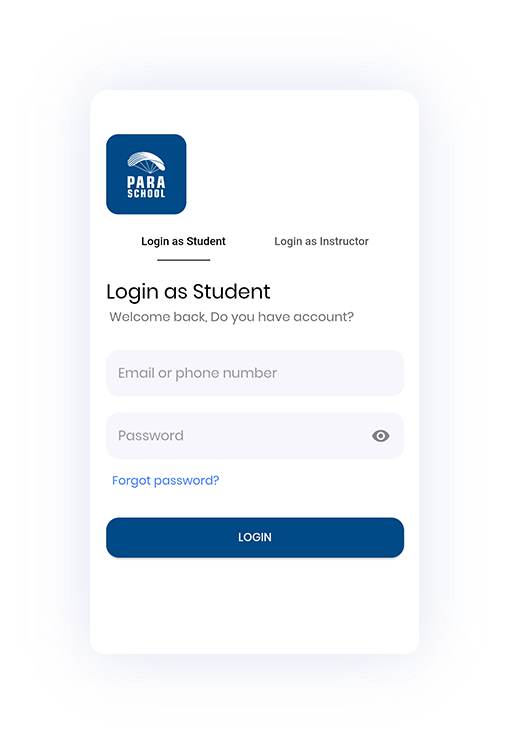 PARA
SCHOOL
Login as Student
Login as Instructor
Login as Student
Welcome back, Do you have account?
Email or phone number
Password
Forgot password?
LOGIN